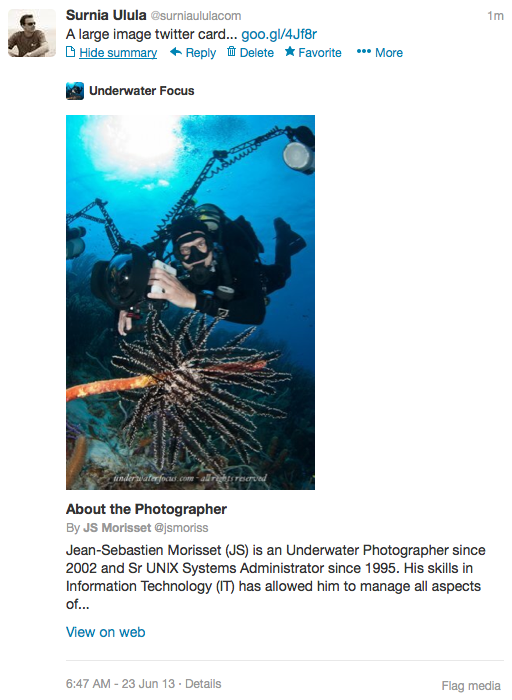 Surnia Ulula @surniaululacom 1m
A large image twitter card... goo.gl/4Jf8r
Hide summary Reply Delete Favorite More
Underwater Focus
underwaterfocus.com - all rights reserved
About the Photographer
By JS Morisset @jsmoriss
Jean-Sebastien Morisset (JS) is an Underwater Photographer since
2002 and Sr UNIX Systems Administrator since 1995. His skills in
Information Technology (IT) has allowed him to manage all aspects
of...
View on web
6:47 AM - 23 Jun 13 · Details
Flag media